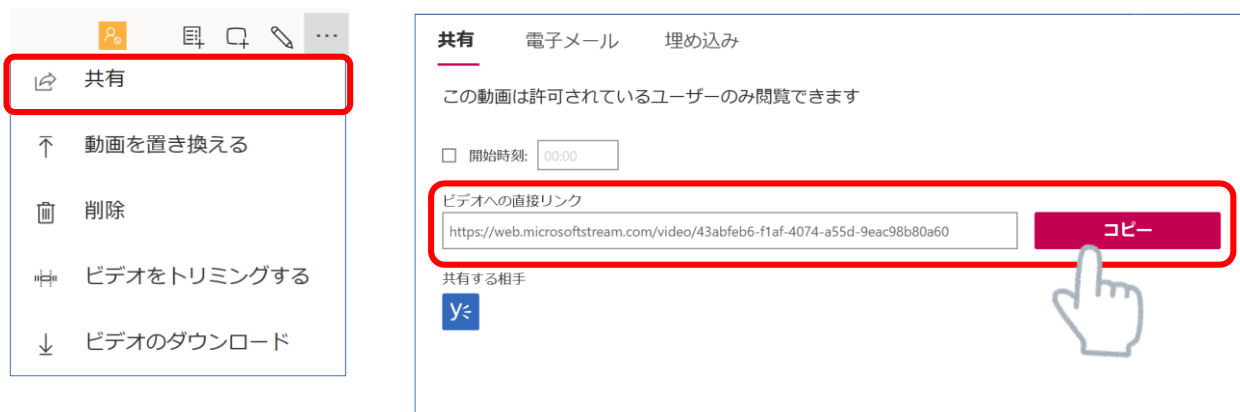 共有
動画を置き換える
削除
ビデオをトリミングする
ビデオのダウンロード
共有 電子メール 埋め込み
この動画は許可されているユーザーのみ閲覧できます
開始時刻: 00:00
ビデオへの直接リンク
https://web.microsoftstream.com/video/43abfeb6-f1af-4074-a55d-9eac98b80a60 コピー
共有する相手